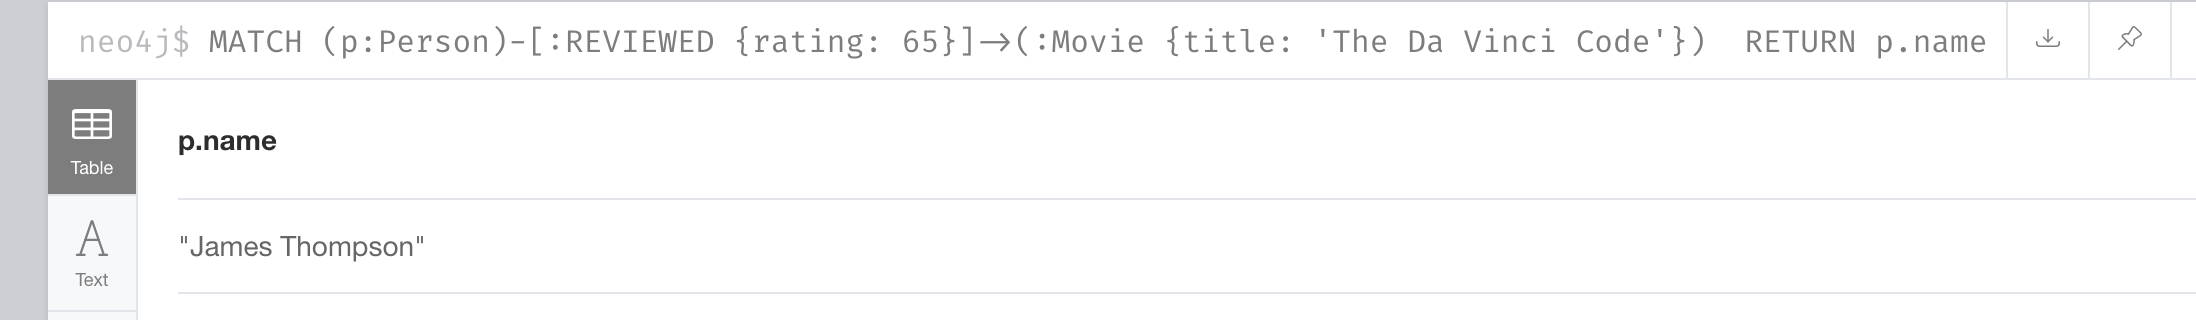 neo4j$ MATCH (p:Person)-[:REVIEWED {rating: 65}]->(:Movie {title: 'The Da Vinci Code'})  RETURN p.name
Table
p.name
Text
"James Thompson"